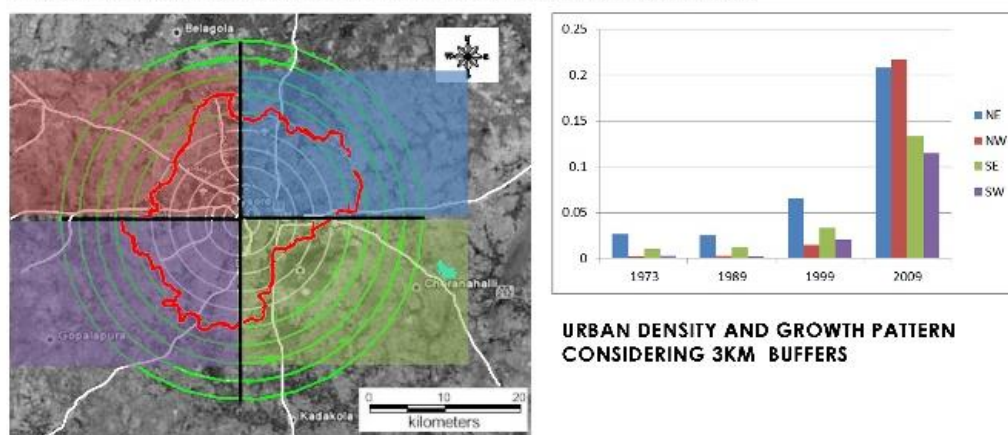 Belagola
Choranahalli
Gopalapura
Kadakola
0 10 20
kilometers
0.25
0.2
0.15
0.1
0.05
0
1973 1989 1999 2009
NE
NW
SE
SW
URBAN DENSITY AND GROWTH PATTERN
CONSIDERING 3KM BUFFERS